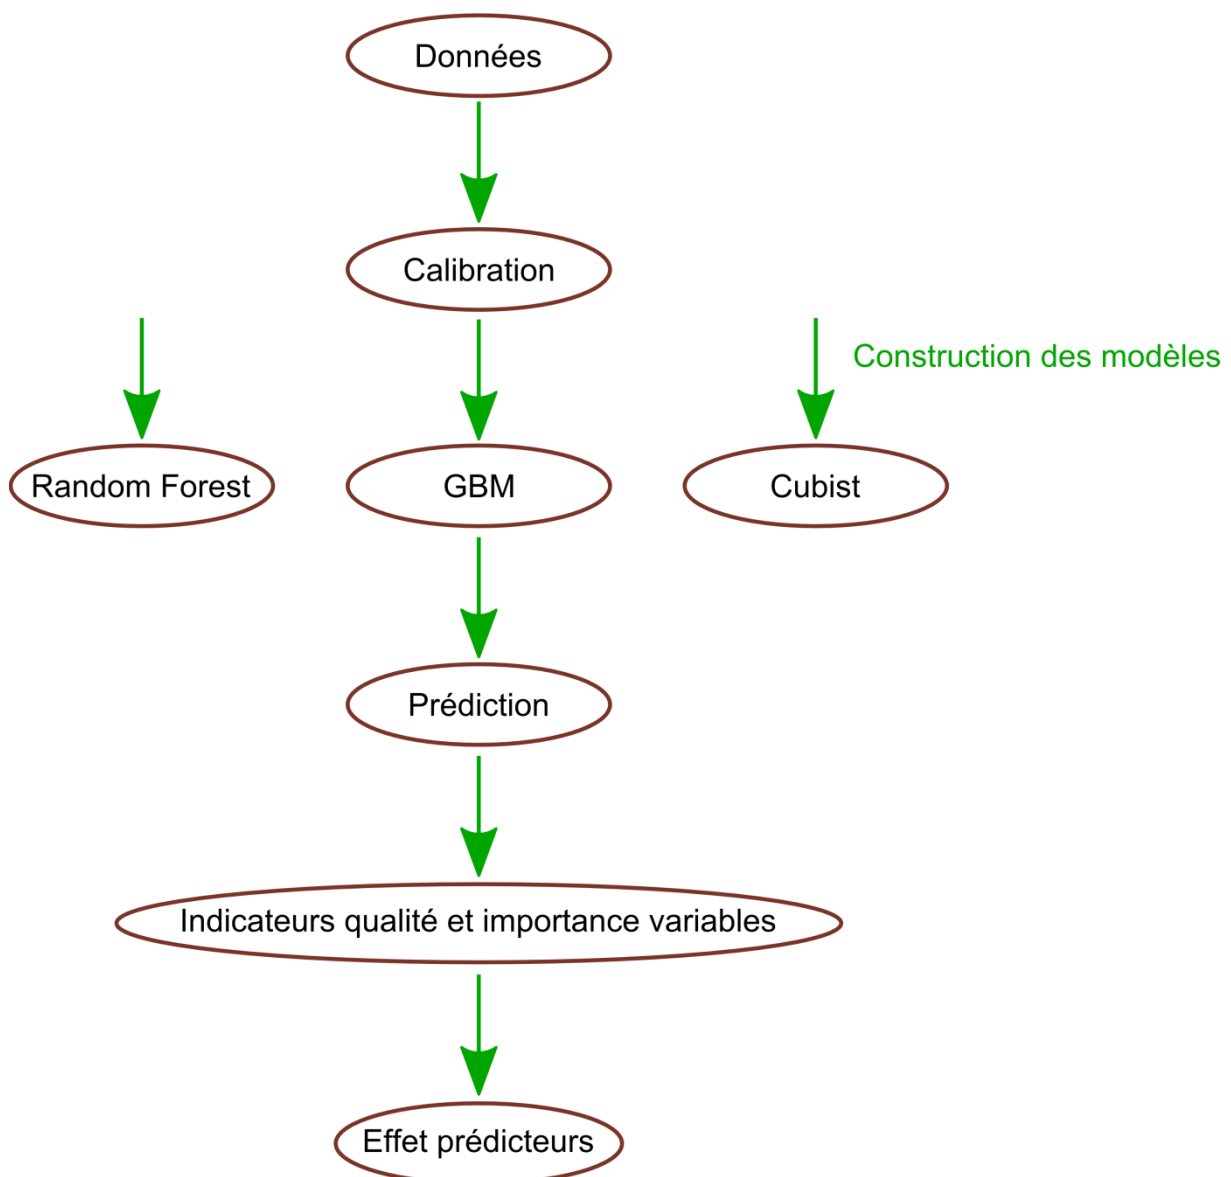 Données
Calibration
Construction des modèles
Random Forest
GBM
Cubist
Prédiction
Indicateurs qualité et importance variables
Effet prédicteurs